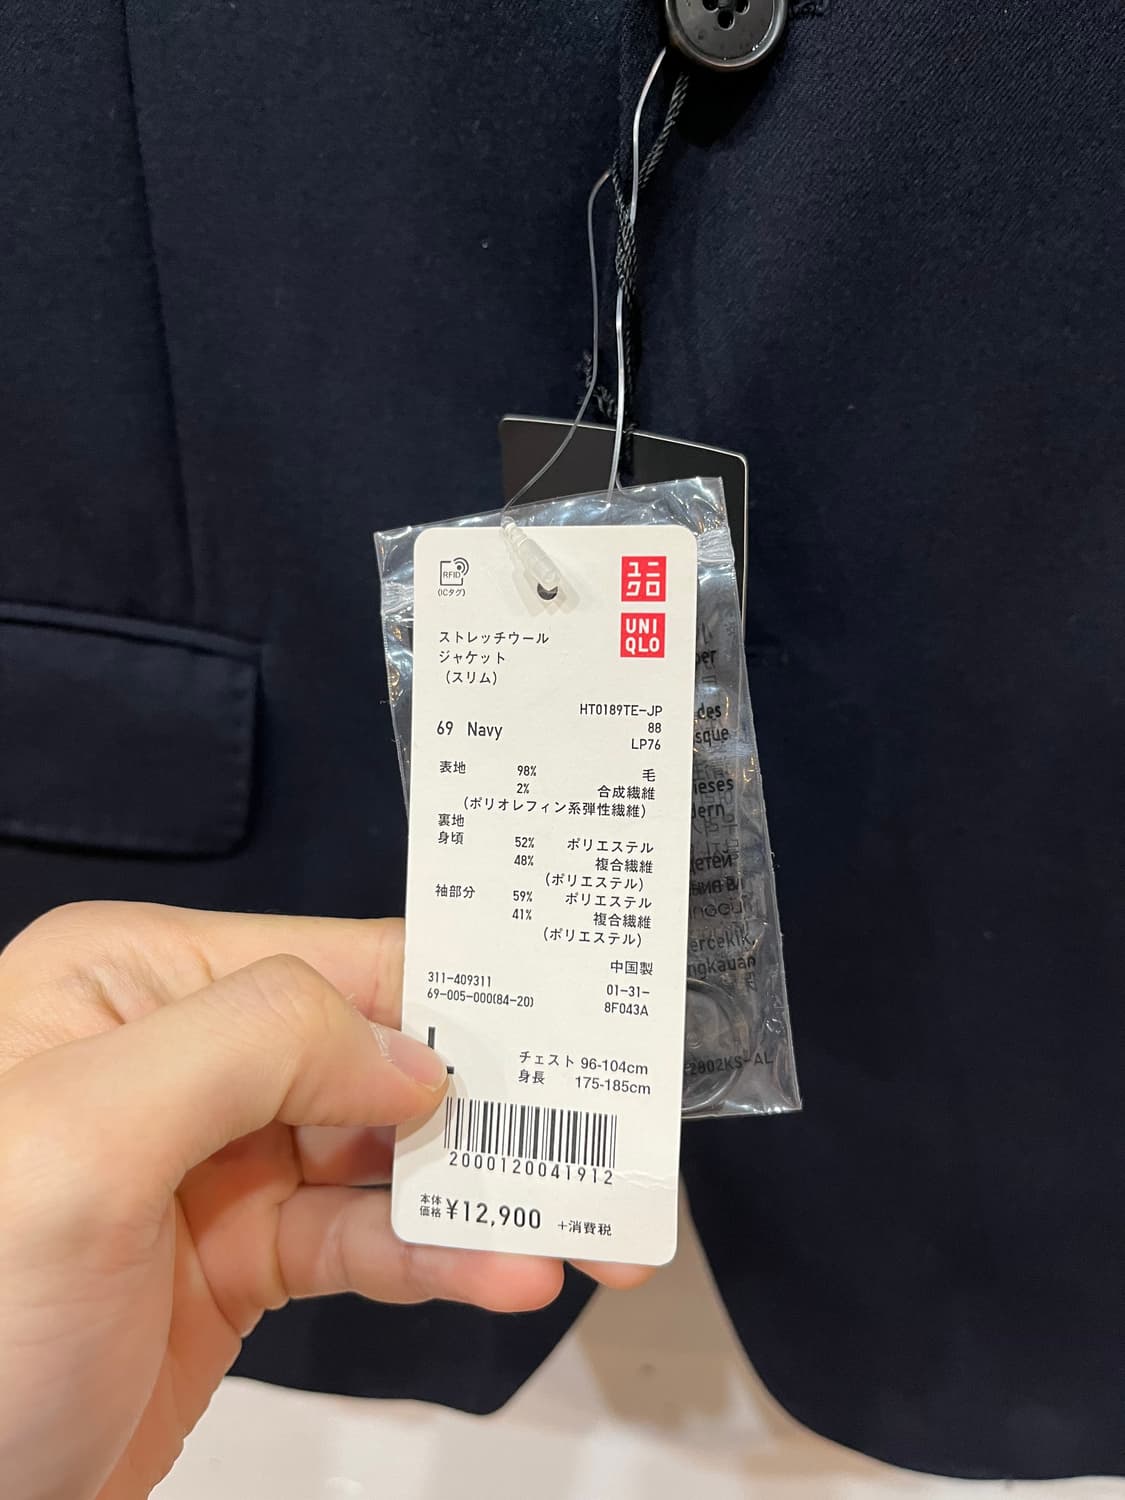 RFID
(ICタグ)
ユニ
クロ
UNI
QLO
ストレッチウール
ジャケット
(スリム)
HT0189TE-JP
69 Navy
88
LP76
表地 98% 毛
2% 合成繊維
(ポリオレフィン系弾性繊維)
裏地
身頃 52% ポリエステル
48% 複合繊維
(ポリエステル)
袖部分 59% ポリエステル
41% 複合繊維
(ポリエステル)
中国製
311-409311 01-31-
69-005-000(84-20) 8F043A
L
チェスト 96-104cm
身長 175-185cm
2000120041912
本体
価格 ¥12,900 +消費税
des